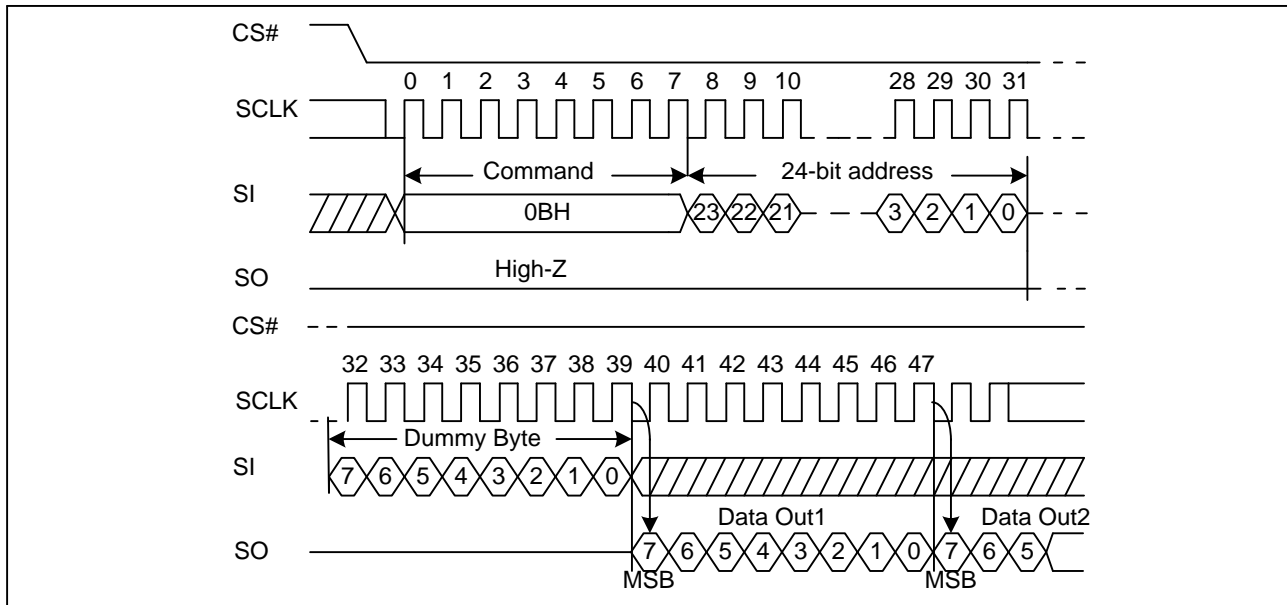 CS#
0 1 2 3 4 5 6 7 8 9 10 28 29 30 31
SCLK
Command 24-bit address
SI
0BH 23 22 21 3 2 1 0
High-Z
SO
CS#
32 33 34 35 36 37 38 39 40 41 42 43 44 45 46 47
SCLK
Dummy Byte
SI
7 6 5 4 3 2 1 0
Data Out1 Data Out2
SO
7 6 5 4 3 2 1 0 7 6 5
MSB MSB